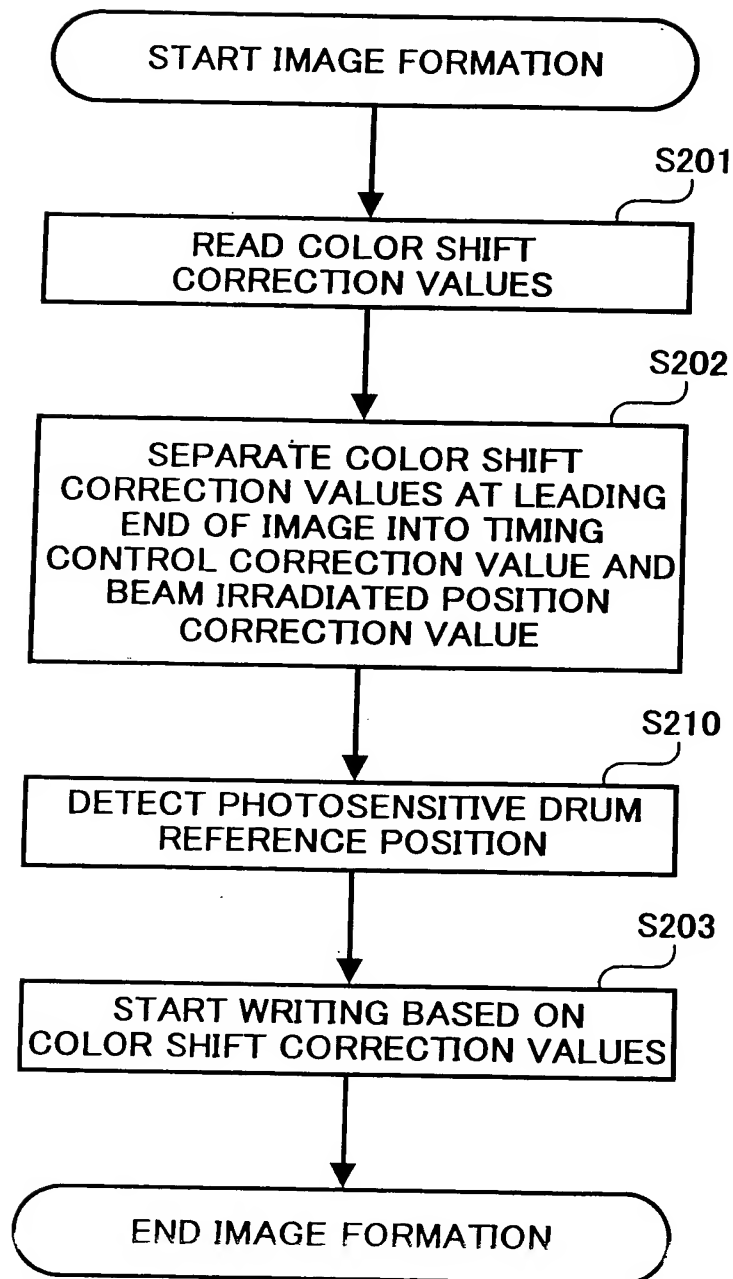 START IMAGE FORMATION
S201
READ COLOR SHIFT
CORRECTION VALUES
S202
SEPARATE COLOR SHIFT
CORRECTION VALUES AT LEADING
END OF IMAGE INTO TIMING
CONTROL CORRECTION VALUE AND
BEAM IRRADIATED POSITION
CORRECTION VALUE
S210
DETECT PHOTOSENSITIVE DRUM
REFERENCE POSITION
S203
START WRITING BASED ON
COLOR SHIFT CORRECTION VALUES
END IMAGE FORMATION